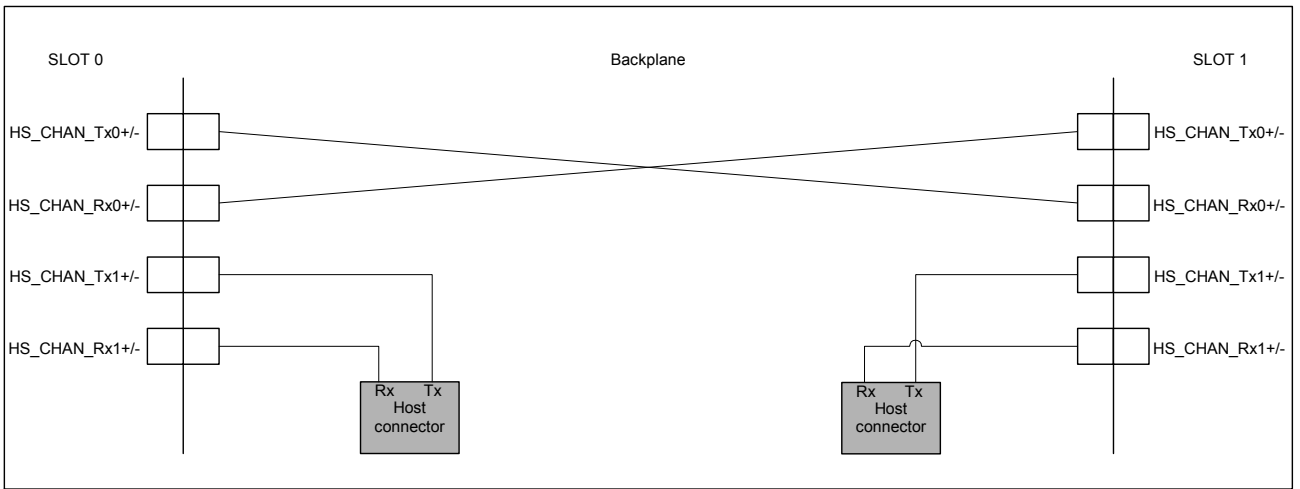 SLOT 0
Backplane
SLOT 1
HS_CHAN_Tx0+/-
HS_CHAN_Tx0+/-
HS_CHAN_Rx0+/-
HS_CHAN_Rx0+/-
HS_CHAN_Tx1+/-
HS_CHAN_Tx1+/-
HS_CHAN_Rx1+/-
HS_CHAN_Rx1+/-
Rx Tx
Host
connector
Rx Tx
Host
connector